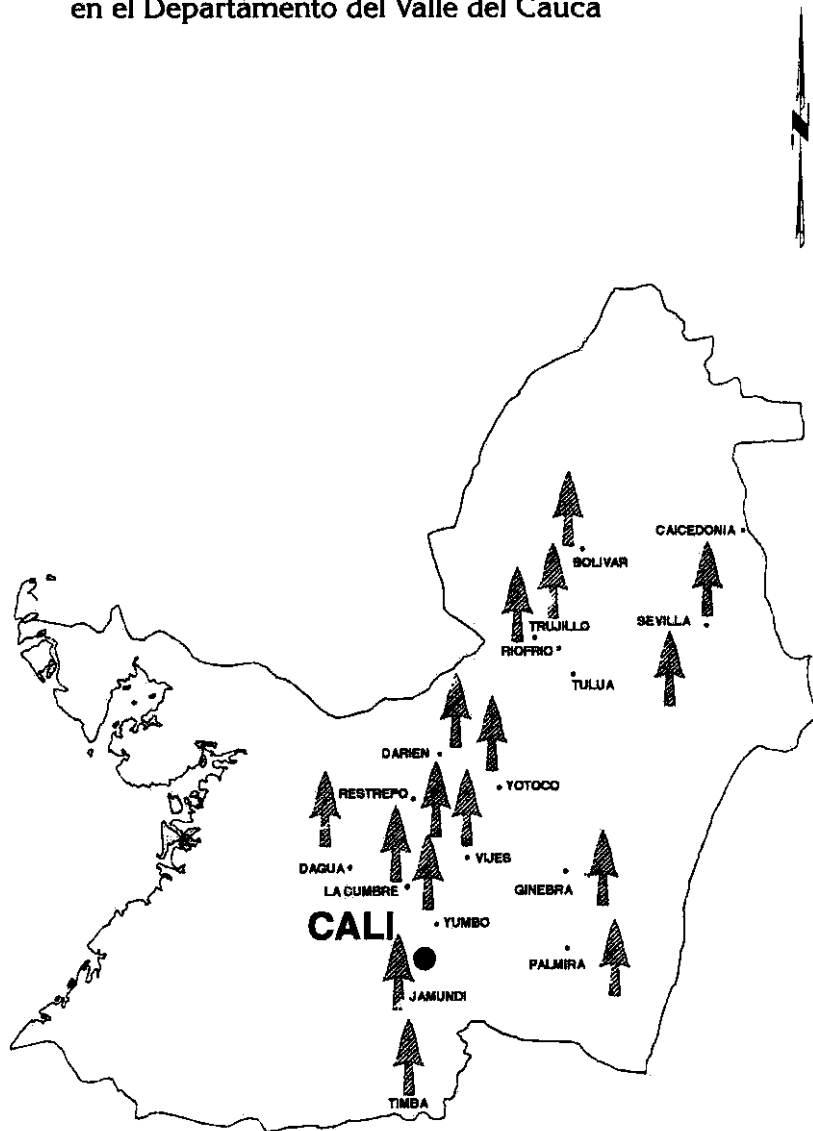 en el Departámento del Valle del Cauca
CAICEDONIA
BOLIVAR
TRUJILLO
SEVILLA
RIOFRIO
TULUA
DARIEN
RESTREPO
YOTOCO
VIJES
DAGUA
LA CUMBRE
GINEBRA
CALI
YUMBO
PALMIRA
JAMUNDI
TIMBA